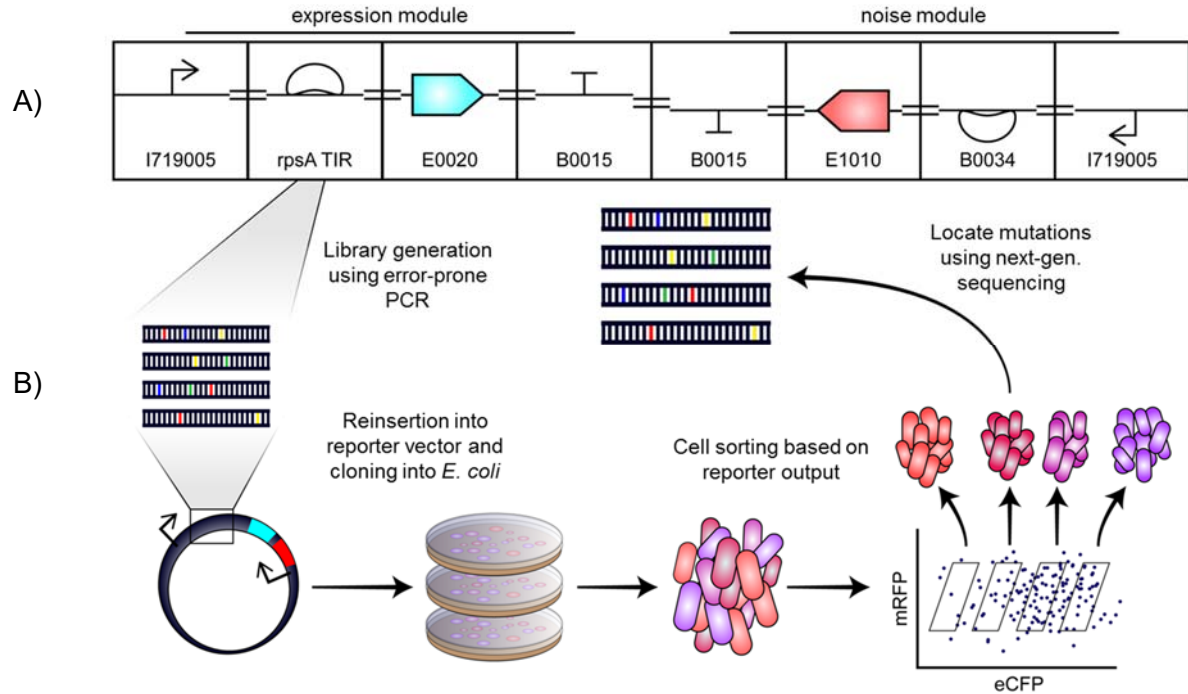 expression module
noise module
A)
I719005
rpsA TIR
E0020
B0015
B0015
E1010
B0034
I719005
Library generation
using error-prone
PCR
Locate mutations
using next-gen.
sequencing
B)
Reinsertion into
reporter vector and
cloning into E. coli
Cell sorting based on
reporter output
mRFP
eCFP